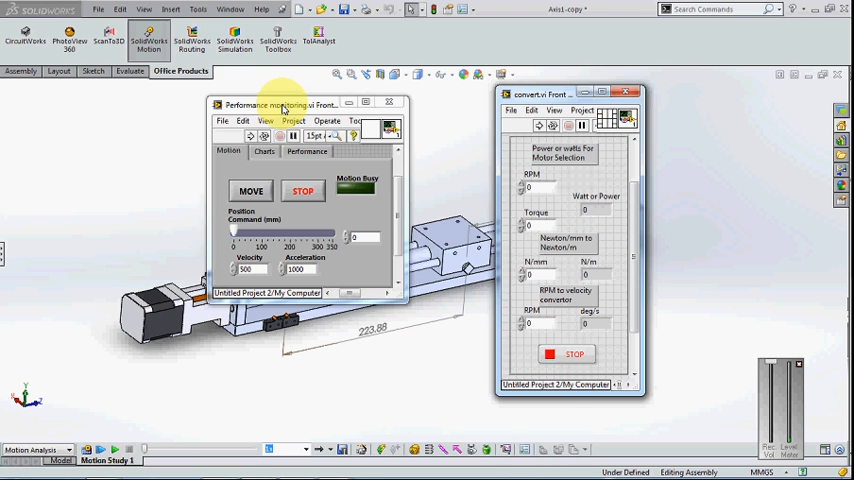 SOLIDWORKS
File Edit View Insert Tools Window Help
Axis1-copy *
Search Commands
CircuitWorks
PhotoView 360
ScanTo3D
SolidWorks Motion
SolidWorks Routing
SolidWorks Simulation
SolidWorks Toolbox
TolAnalyst
Assembly Layout Sketch Evaluate Office Products
Performance monitoring.vi Front...
File Edit View Project Operate Toc
15pt
Motion Charts Performance
MOVE STOP
Motion Busy
Position
Command (mm)
0 100 200 300 350
0
Velocity Acceleration
500 1000
Untitled Project 2/My Computer
convert.vi Front ...
File Edit View Project
Power or watts For
Motor Selection
RPM
0
Watt or Power
0
Torque
0
Newton/mm to
Newton/m
N/mm N/m
0 0
RPM to velocity
convertor
RPM deg/s
0 0
STOP
Untitled Project 2/My Computer
223.88
Y
X
Z
Rec. Vol
Level Meter
Motion Analysis
Model Motion Study 1
Under Defined Editing Assembly MMGS